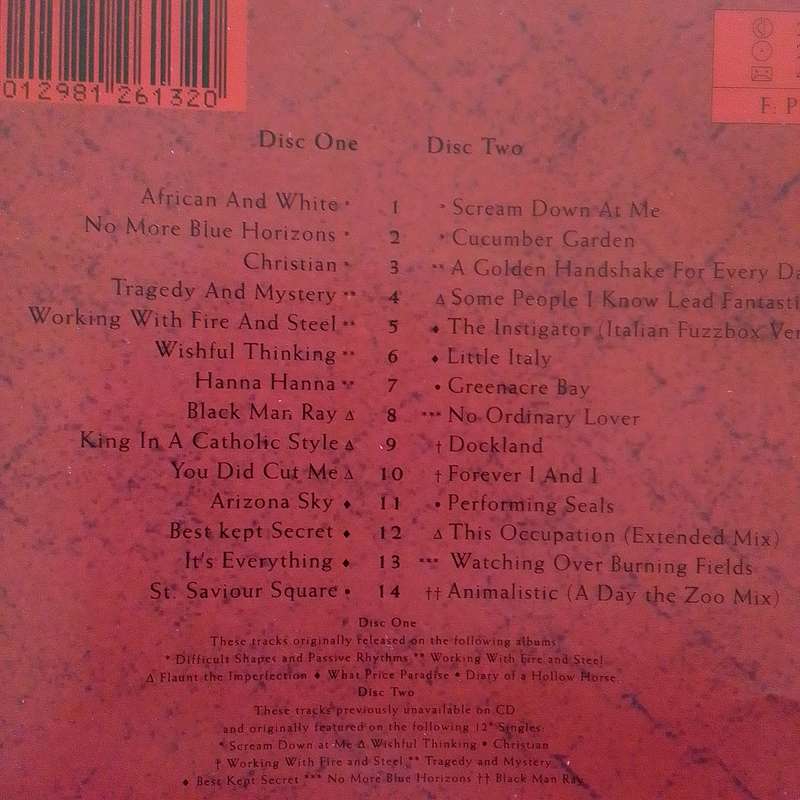 012981 261320
F: P
Disc One Disc Two
African And White * 1 * Scream Down At Me
No More Blue Horizons * 2 * Cucumber Garden
Christian * 3 ** A Golden Handshake For Every Da
Tragedy And Mystery ** 4 Δ Some People I Know Lead Fantasti
Working With Fire And Steel ** 5 ♦ The Instigator (Italian Fuzzbox Ver
Wishful Thinking ** 6 ♦ Little Italy
Hanna Hanna ** 7 • Greenacre Bay
Black Man Ray Δ 8 *** No Ordinary Lover
King In A Catholic Style Δ 9 † Dockland
You Did Cut Me Δ 10 † Forever I And I
Arizona Sky ♦ 11 • Performing Seals
Best kept Secret ♦ 12 Δ This Occupation (Extended Mix)
It's Everything ♦ 13 *** Watching Over Burning Fields
St. Saviour Square • 14 †† Animalistic (A Day the Zoo Mix)
Disc One
These tracks originally released on the following albums
* Difficult Shapes and Passive Rhythms ** Working With Fire and Steel
Δ Flaunt the Imperfection ♦ What Price Paradise • Diary of a Hollow Horse
Disc Two
These tracks previously unavailable on CD
and originally featured on the following 12" Singles
* Scream Down at Me Δ Wishful Thinking • Christian
† Working With Fire and Steel ** Tragedy and Mystery
♦ Best Kept Secret *** No More Blue Horizons †† Black Man Ray